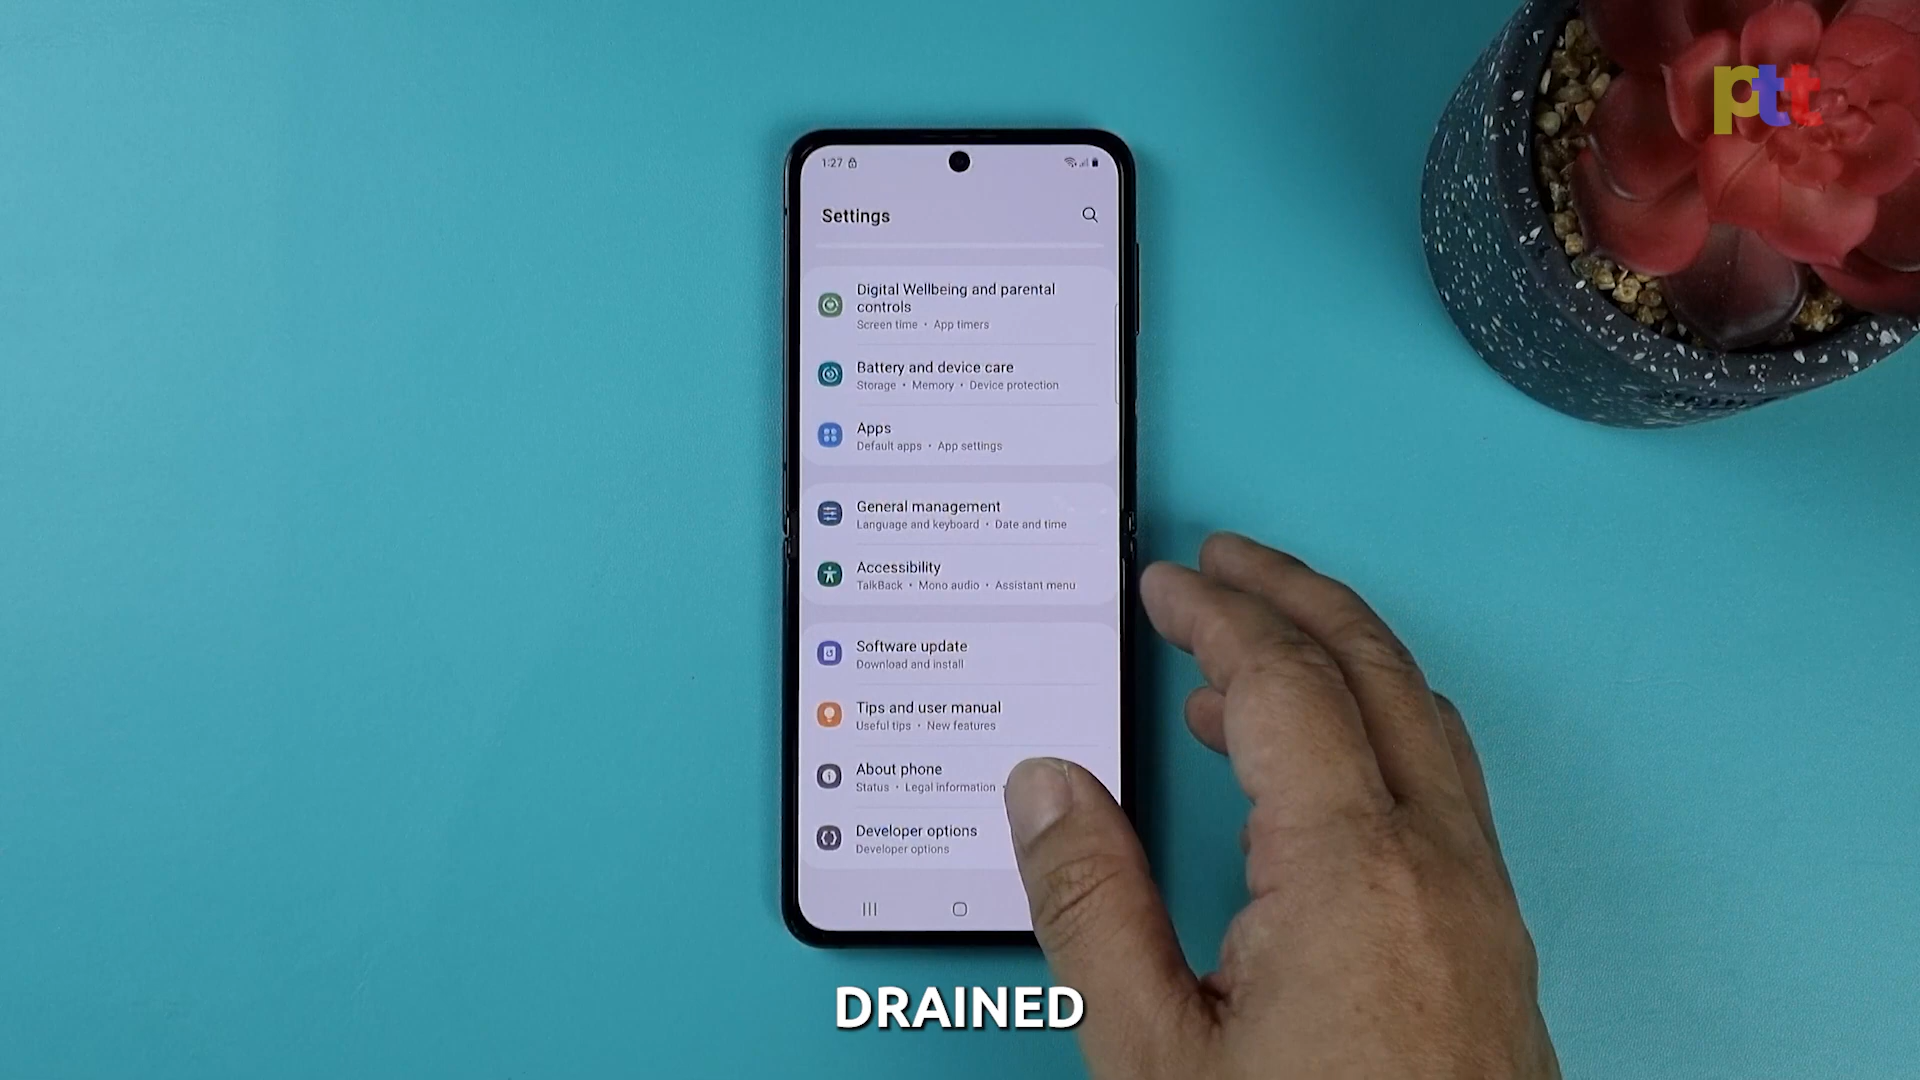 ptt
1:27
Settings
Digital Wellbeing and parental
controls
Screen time • App timers
Battery and device care
Storage • Memory • Device protection
Apps
Default apps • App settings
General management
Language and keyboard • Date and time
Accessibility
TalkBack • Mono audio • Assistant menu
Software update
Download and install
Tips and user manual
Useful tips • New features
About phone
Status • Legal information •
Developer options
Developer options
DRAINED